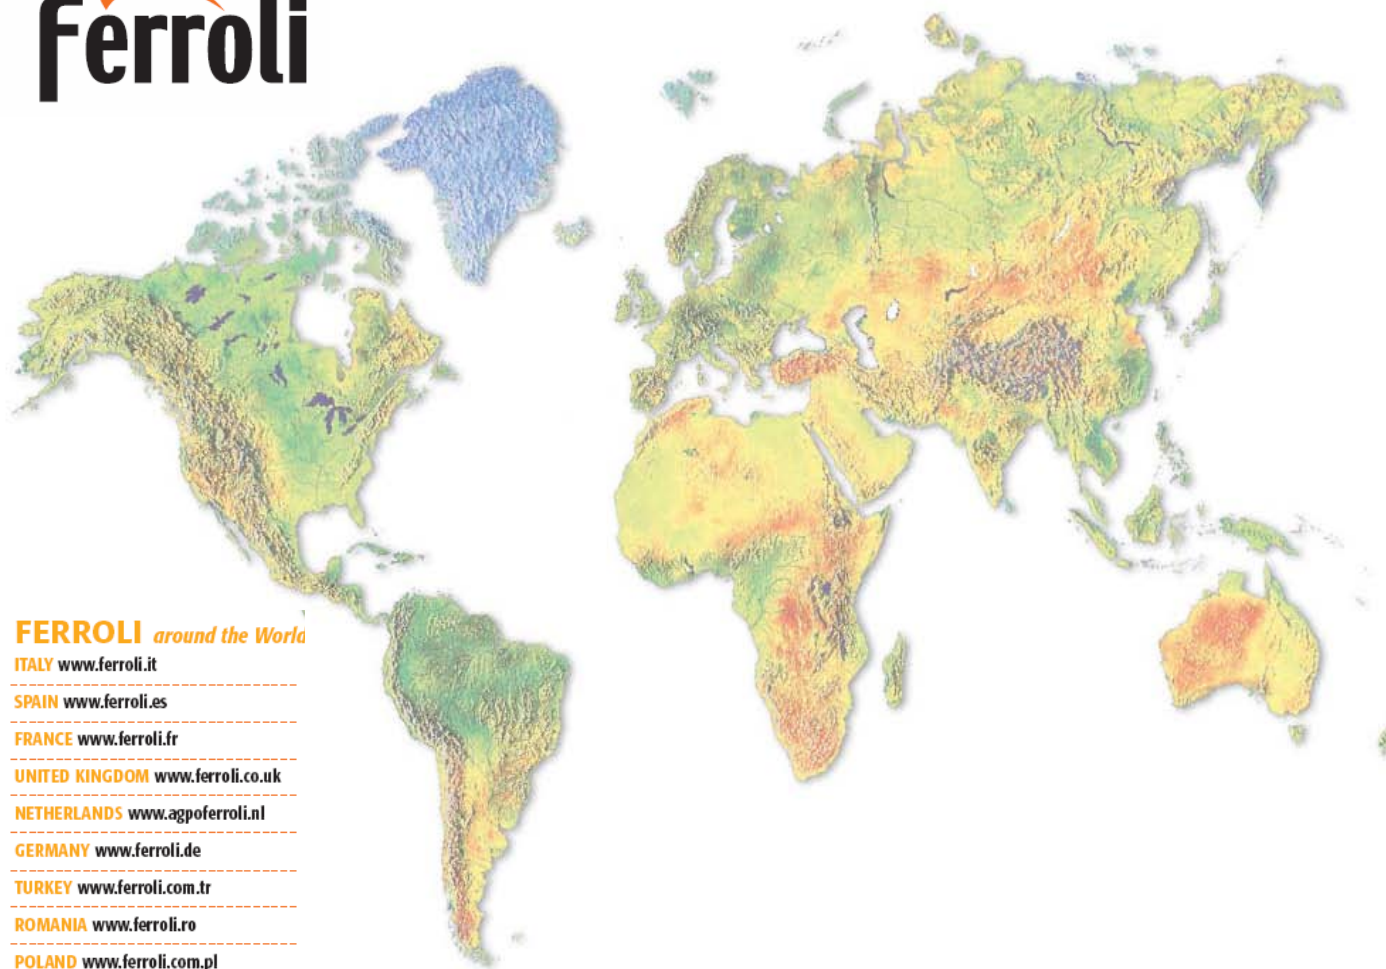 ferroli
FERROLI around the World
ITALY www.ferroli.it
SPAIN www.ferroli.es
FRANCE www.ferroli.fr
UNITED KINGDOM www.ferroli.co.uk
NETHERLANDS www.agpoferroli.nl
GERMANY www.ferroli.de
TURKEY www.ferroli.com.tr
ROMANIA www.ferroli.ro
POLAND www.ferroli.com.pl